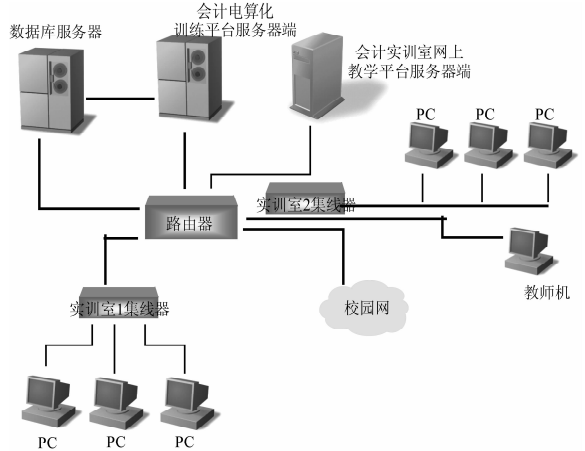 数据库服务器
会计电算化
训练平台服务器端
会计实训室网上
教学平台服务器端
PC
PC
PC
实训室2集线器
路由器
教师机
实训室1集线器
校园网
PC
PC
PC